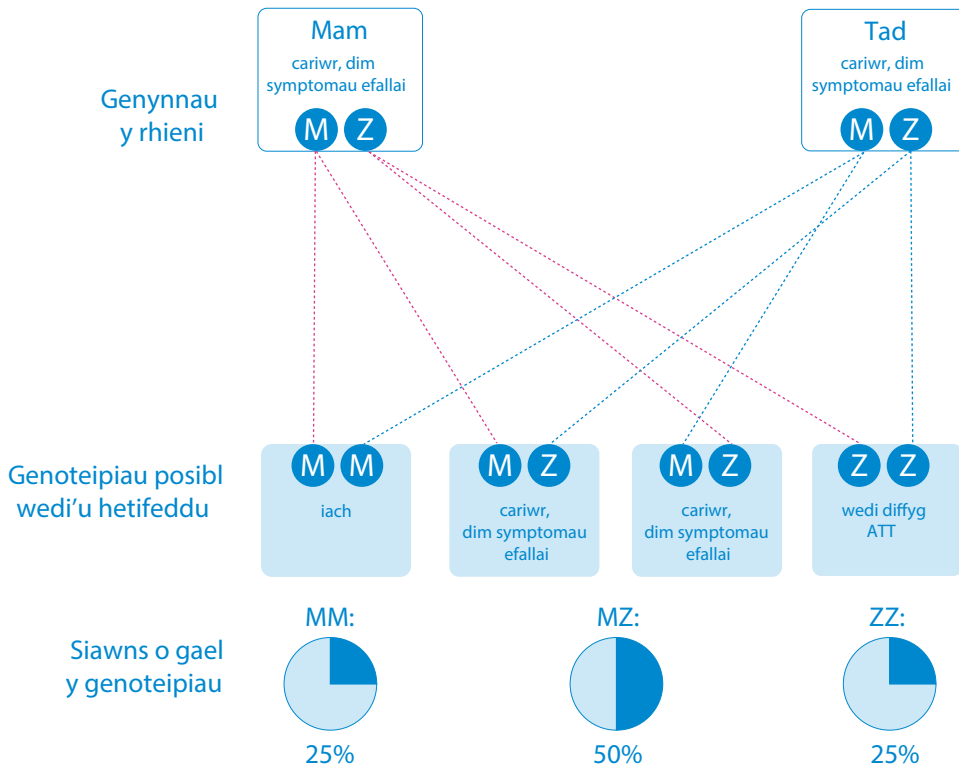 Genynnau
y rhieni
Mam
cariwr, dim
symptomau efallai
M Z
Tad
cariwr, dim
symptomau efallai
M Z
Genoteipiau posibl
wedi’u hetifeddu
M M
iach
M Z
cariwr,
dim symptomau
efallai
M Z
cariwr,
dim symptomau
efallai
Z Z
wedi diffyg
ATT
Siawns o gael
y genoteipiau
MM:
25%
MZ:
50%
ZZ:
25%